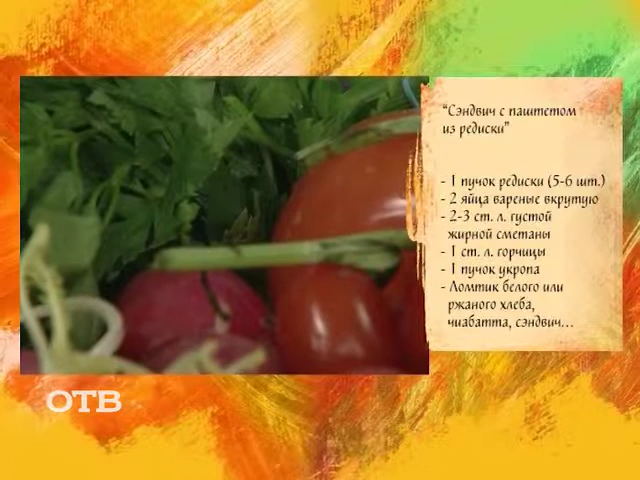 "Сэндвич с паштетом
из редиски"
- 1 пучок редиски (5-6 шт.)
- 2 яйца вареные вкрутую
- 2-3 ст. л. густой
жирной сметаны
- 1 ст. л. горчицы
- 1 пучок укропа
- Ломтик белого или
ржаного хлеба,
чиабатта, сэндвич...
ОТВ